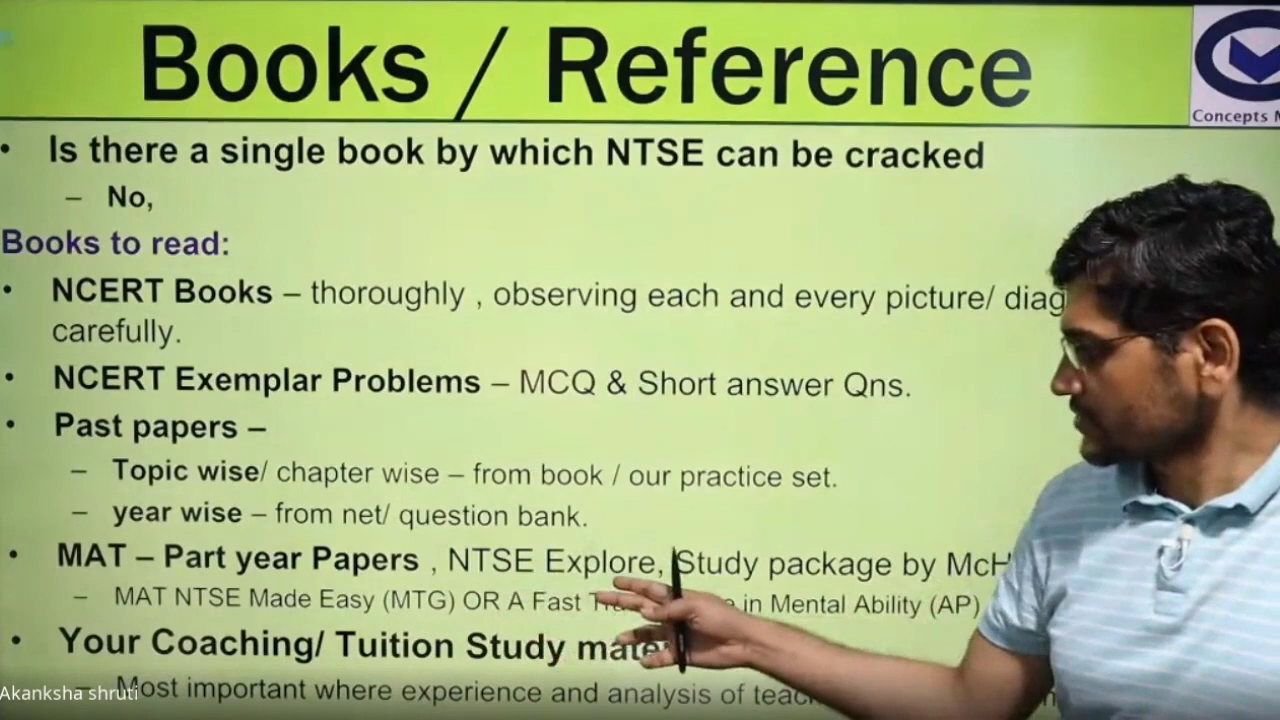 Books / Reference
Concepts
• Is there a single book by which NTSE can be cracked
– No,
Books to read:
• NCERT Books – thoroughly , observing each and every picture/ diag
carefully.
• NCERT Exemplar Problems – MCQ & Short answer Qns.
• Past papers –
– Topic wise/ chapter wise – from book / our practice set.
– year wise – from net/ question bank.
• MAT – Part year Papers , NTSE Explore, Study package by McH
– MAT NTSE Made Easy (MTG) OR A Fast in Mental Ability (AP)
• Your Coaching/ Tuition Study mate
– Most important where experience and analysis of teac
Akanksha shruti